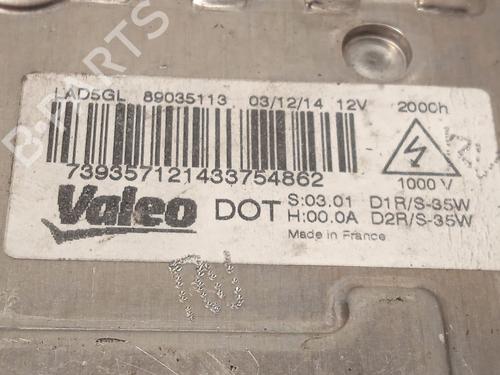 B-PARTS
LAD5GL 89035113 03/12/14 12V 2000h
7393571214337548​62
1000 V
Valeo DOT S:03.01 D1R/S-35W
H:00.0A D2R/S-35W
Made in France